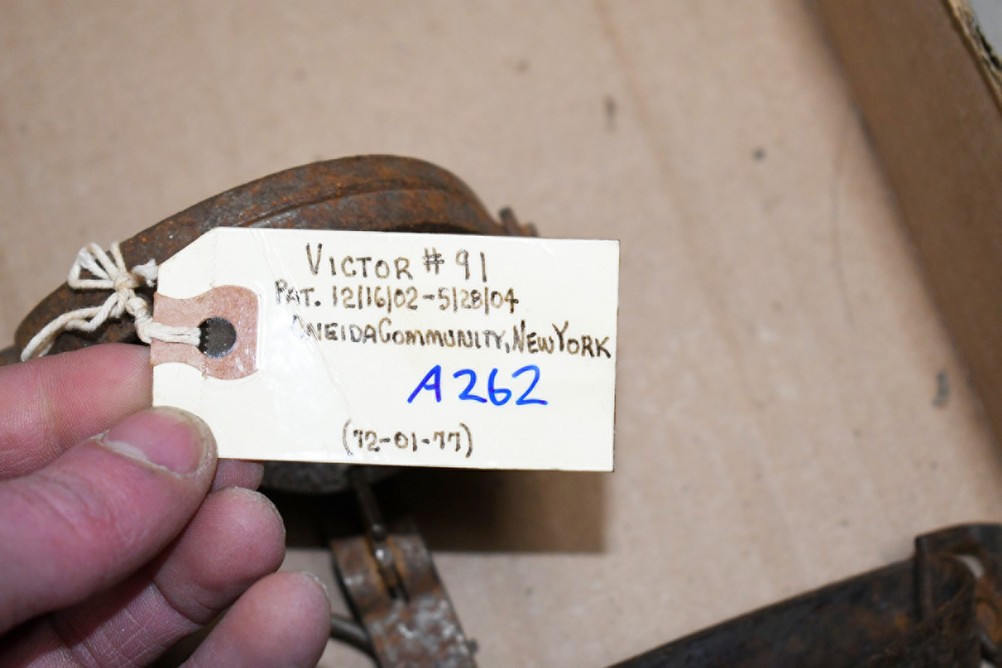 VICTOR # 91
PAT. 12/16/02-5/28/04
ONEIDA COMMUNITY, NEW YORK
A262
(72-01-77)